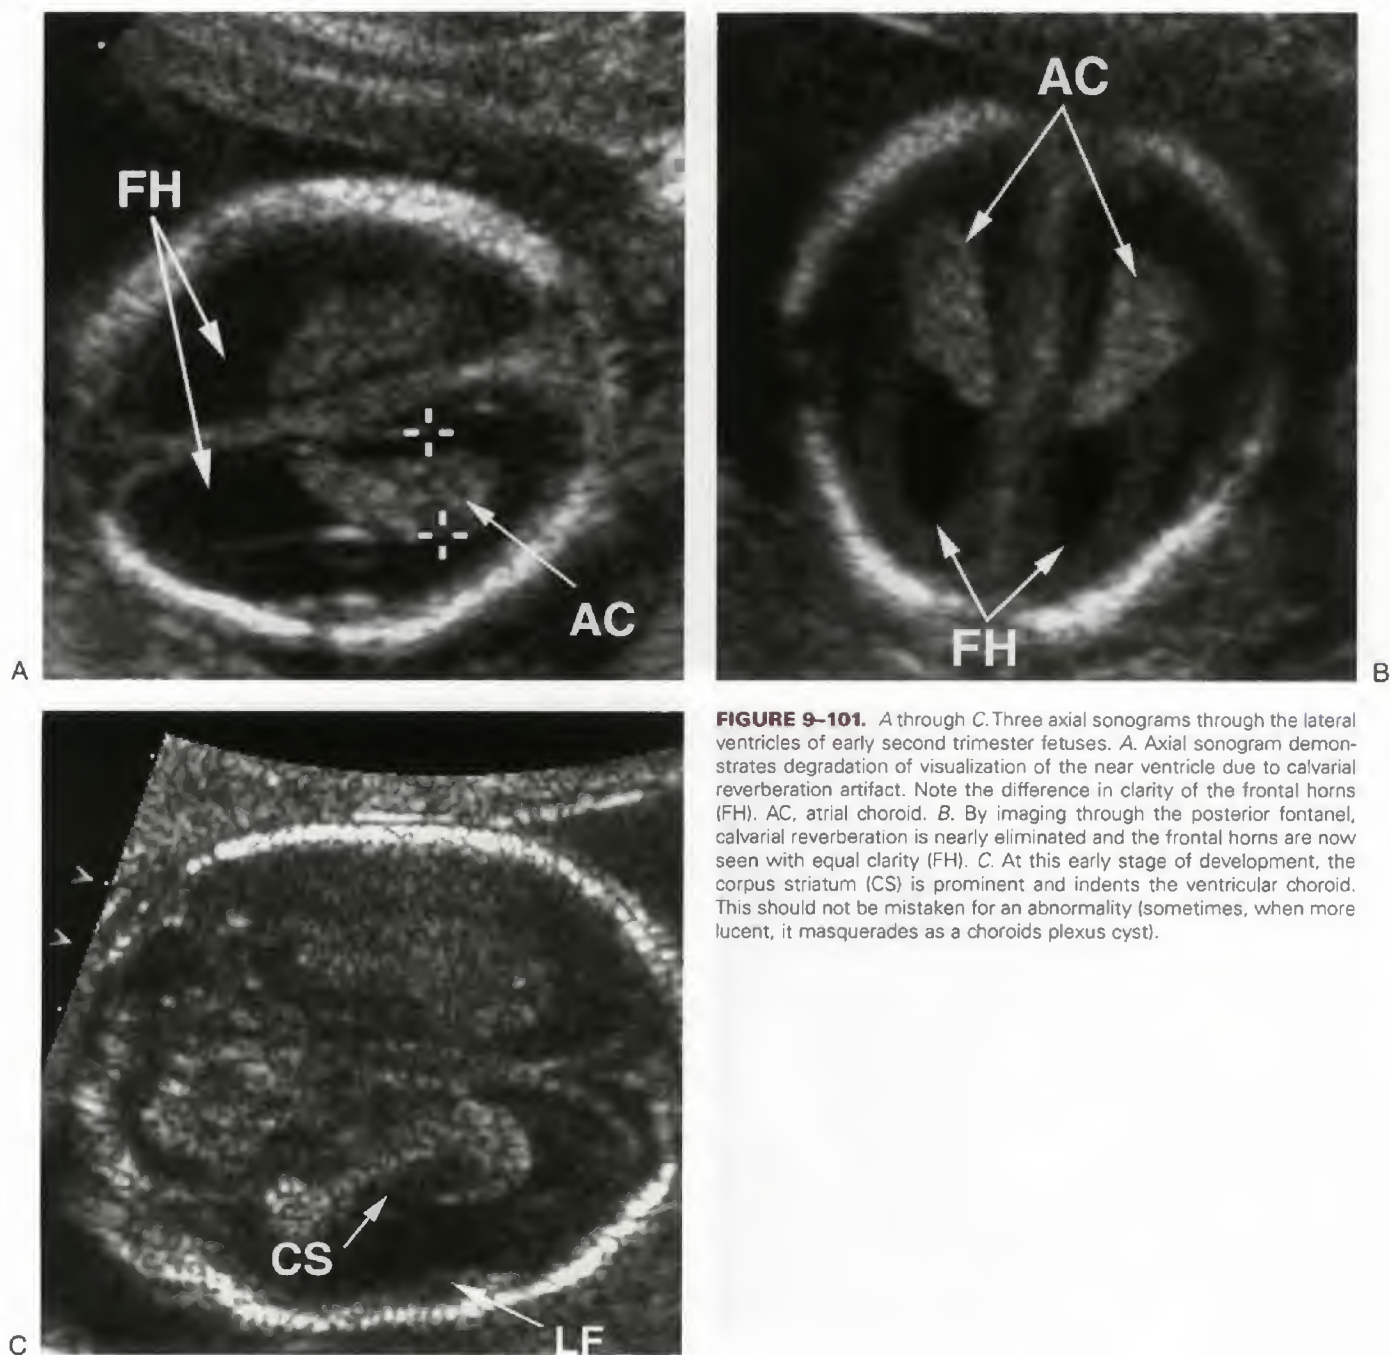 FH
AC
A
AC
FH
B
FIGURE 9–101. A through C. Three axial sonograms through the lateral
ventricles of early second trimester fetuses. A. Axial sonogram demon-
strates degradation of visualization of the near ventricle due to calvarial
reverberation artifact. Note the difference in clarity of the frontal horns
(FH). AC, atrial choroid. B. By imaging through the posterior fontanel,
calvarial reverberation is nearly eliminated and the frontal horns are now
seen with equal clarity (FH). C. At this early stage of development, the
corpus striatum (CS) is prominent and indents the ventricular choroid.
This should not be mistaken for an abnormality (sometimes, when more
lucent, it masquerades as a choroids plexus cyst).
CS
LF
C